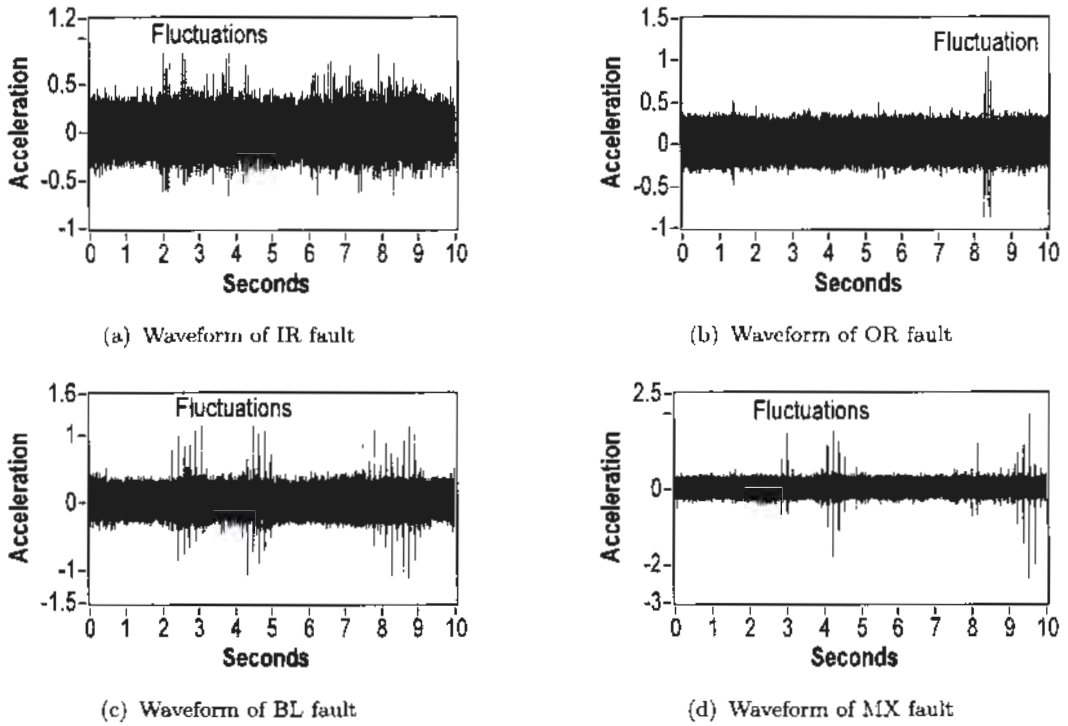 1.2
Fluctuations
0.5
0
-0.5
-1
Acceleration
0 1 2 3 4 5 6 7 8 9 10
Seconds
(a) Waveform of IR fault
1.5
Fluctuation
1
0.5
0
-0.5
-1
Acceleration
0 1 2 3 4 5 6 7 8 9 10
Seconds
(b) Waveform of OR fault
1.6
Fluctuations
1
0
-1
-1.5
Acceleration
0 1 2 3 4 5 6 7 8 9 10
Seconds
(c) Waveform of BL fault
2.5
Fluctuations
0
-2
-3
Acceleration
0 1 2 3 4 5 6 7 8 9 10
Seconds
(d) Waveform of MX fault